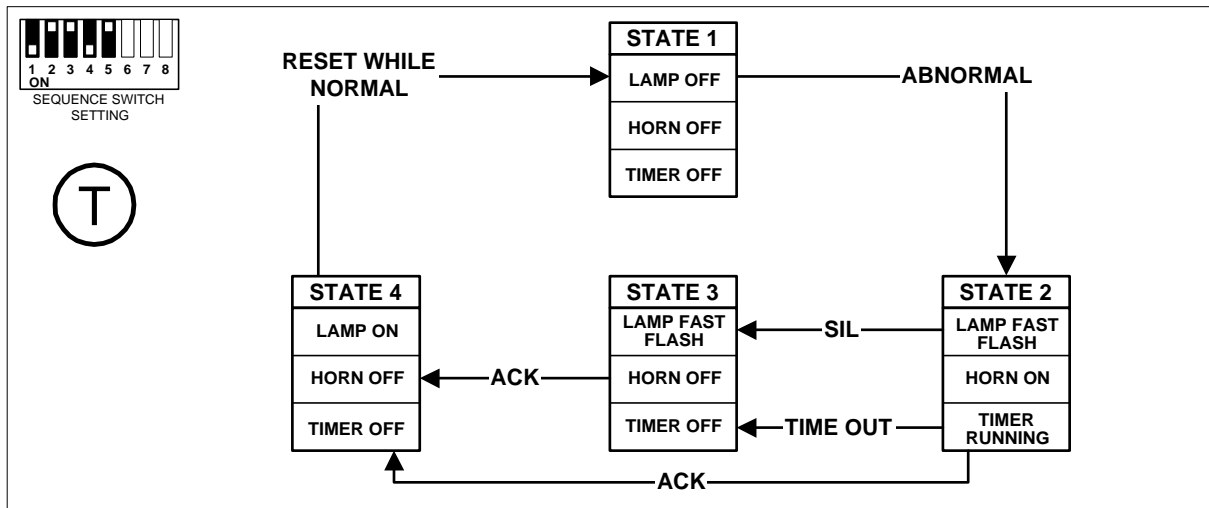 1 2 3 4 5 6 7 8
ON
SEQUENCE SWITCH
SETTING
T
RESET WHILE
NORMAL
STATE 1
LAMP OFF
HORN OFF
TIMER OFF
ABNORMAL
STATE 4
LAMP ON
HORN OFF
TIMER OFF
ACK
STATE 3
LAMP FAST
FLASH
HORN OFF
TIMER OFF
SIL
TIME OUT
STATE 2
LAMP FAST
FLASH
HORN ON
TIMER
RUNNING
ACK